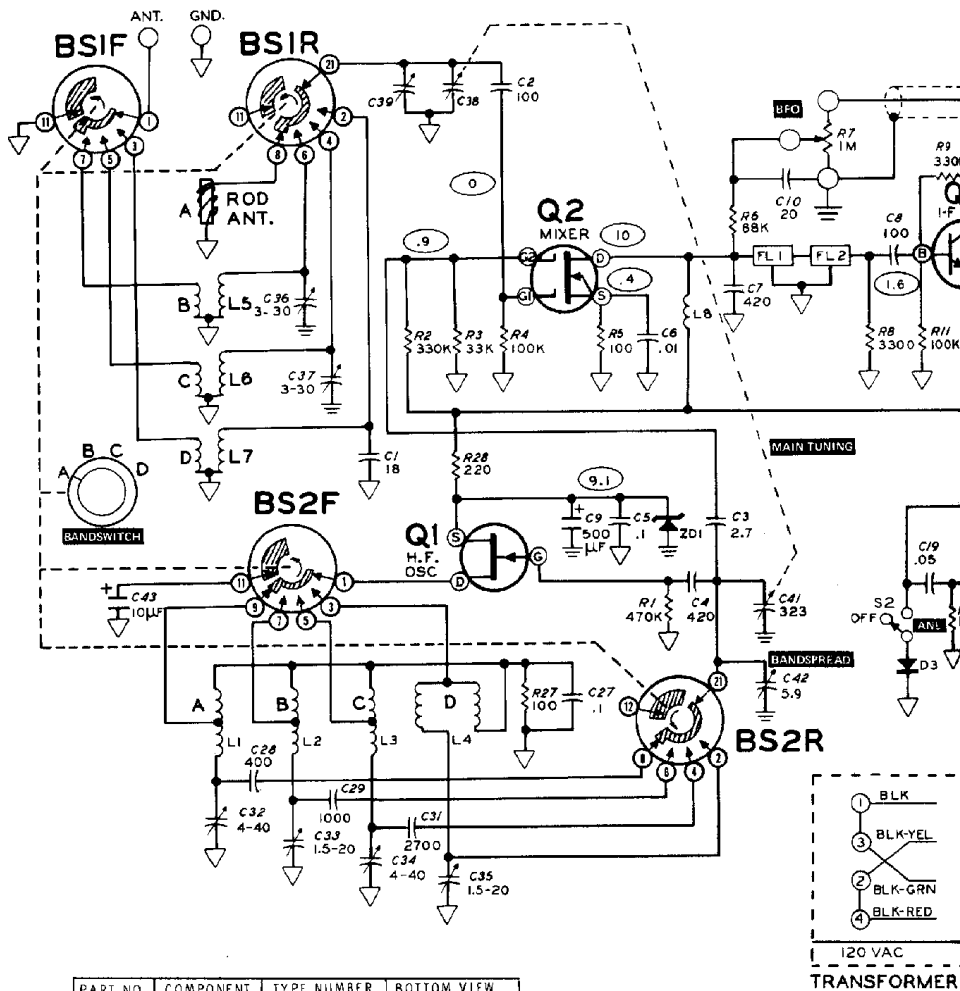 ANT. GND.
BS1F
BS1R
21
C39
C38
C2
100
11
1
11
2
7 5 3
8 6 4
A
ROD
ANT.
0
BFO
R7
1M
R9
330K
C10
20
Q2
MIXER
.9
10
R6
68K
C8
100
I-F
G2
D
FL1
FL2
B
.4
B
L5
C36
3-30
G1
S
L8
C7
420
1.6
R2
330K
R3
33K
R4
100K
R5
100
C6
.01
R8
3300
R11
100K
C
L6
C37
3-30
D
L7
C1
18
R28
220
MAIN TUNING
A B C D
BANDSWITCH
9.1
BS2F
Q1
H.F.
OSC
S
+
C9
500
µF
C5
.1
ZD1
C3
2.7
G
D
11
1
+
C43
10µF
9 7 5 3
R1
470K
C4
420
C41
323
C19
.05
S2
OFF
ANL
D3
BANDSPREAD
C42
5.9
A
B
C
D
R27
100
C27
.1
12
21
BS2R
L1
L2
L3
L4
C28
400
8 6 4 2
C29
1000
C32
4-40
C33
1.5-20
C31
2700
C34
4-40
C35
1.5-20
1 BLK
3 BLK-YEL
2 BLK-GRN
4 BLK-RED
120 VAC
TRANSFORMER
PART NO. COMPONENT TYPE NUMBER BOTTOM VIEW